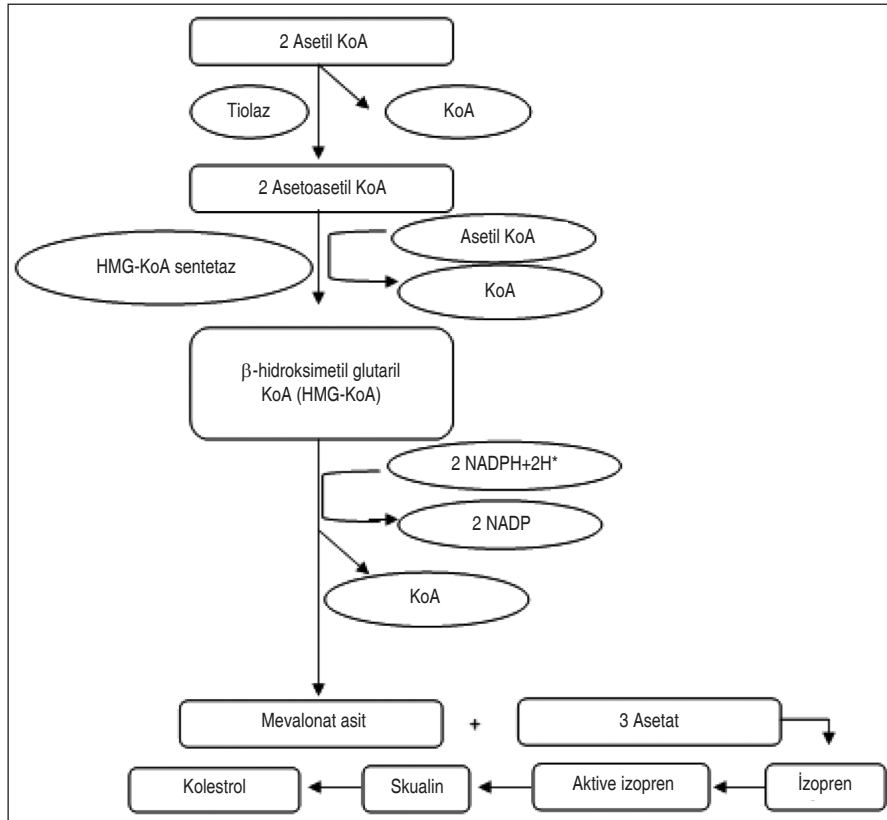 2 Asetil KoA
Tiolaz
KoA
2 Asetoasetil KoA
Asetil KoA
HMG-KoA sentetaz
KoA
β-hidroksimetil glutaril
KoA (HMG-KoA)
2 NADPH+2H*
2 NADP
KoA
Mevalonat asit
+
3 Asetat
Kolestrol
Skualin
Aktive izopren
İzopren